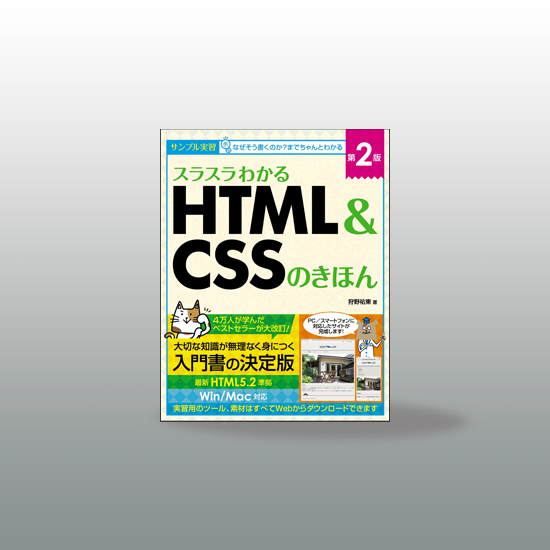 サンプル実習
なぜそう書くのか?までちゃんとわかる
第2版
スラスラわかる
HTML&
CSSのきほん
狩野祐東 著
4万人が学んだ
ベストセラーが大改訂!
PC/スマートフォンに
対応したサイトが
完成します!
大切な知識が無理なく身につく
入門書の決定版
最新 HTML5.2 準拠
Win/Mac 対応
実習用のツール、素材はすべてWebからダウンロードできます